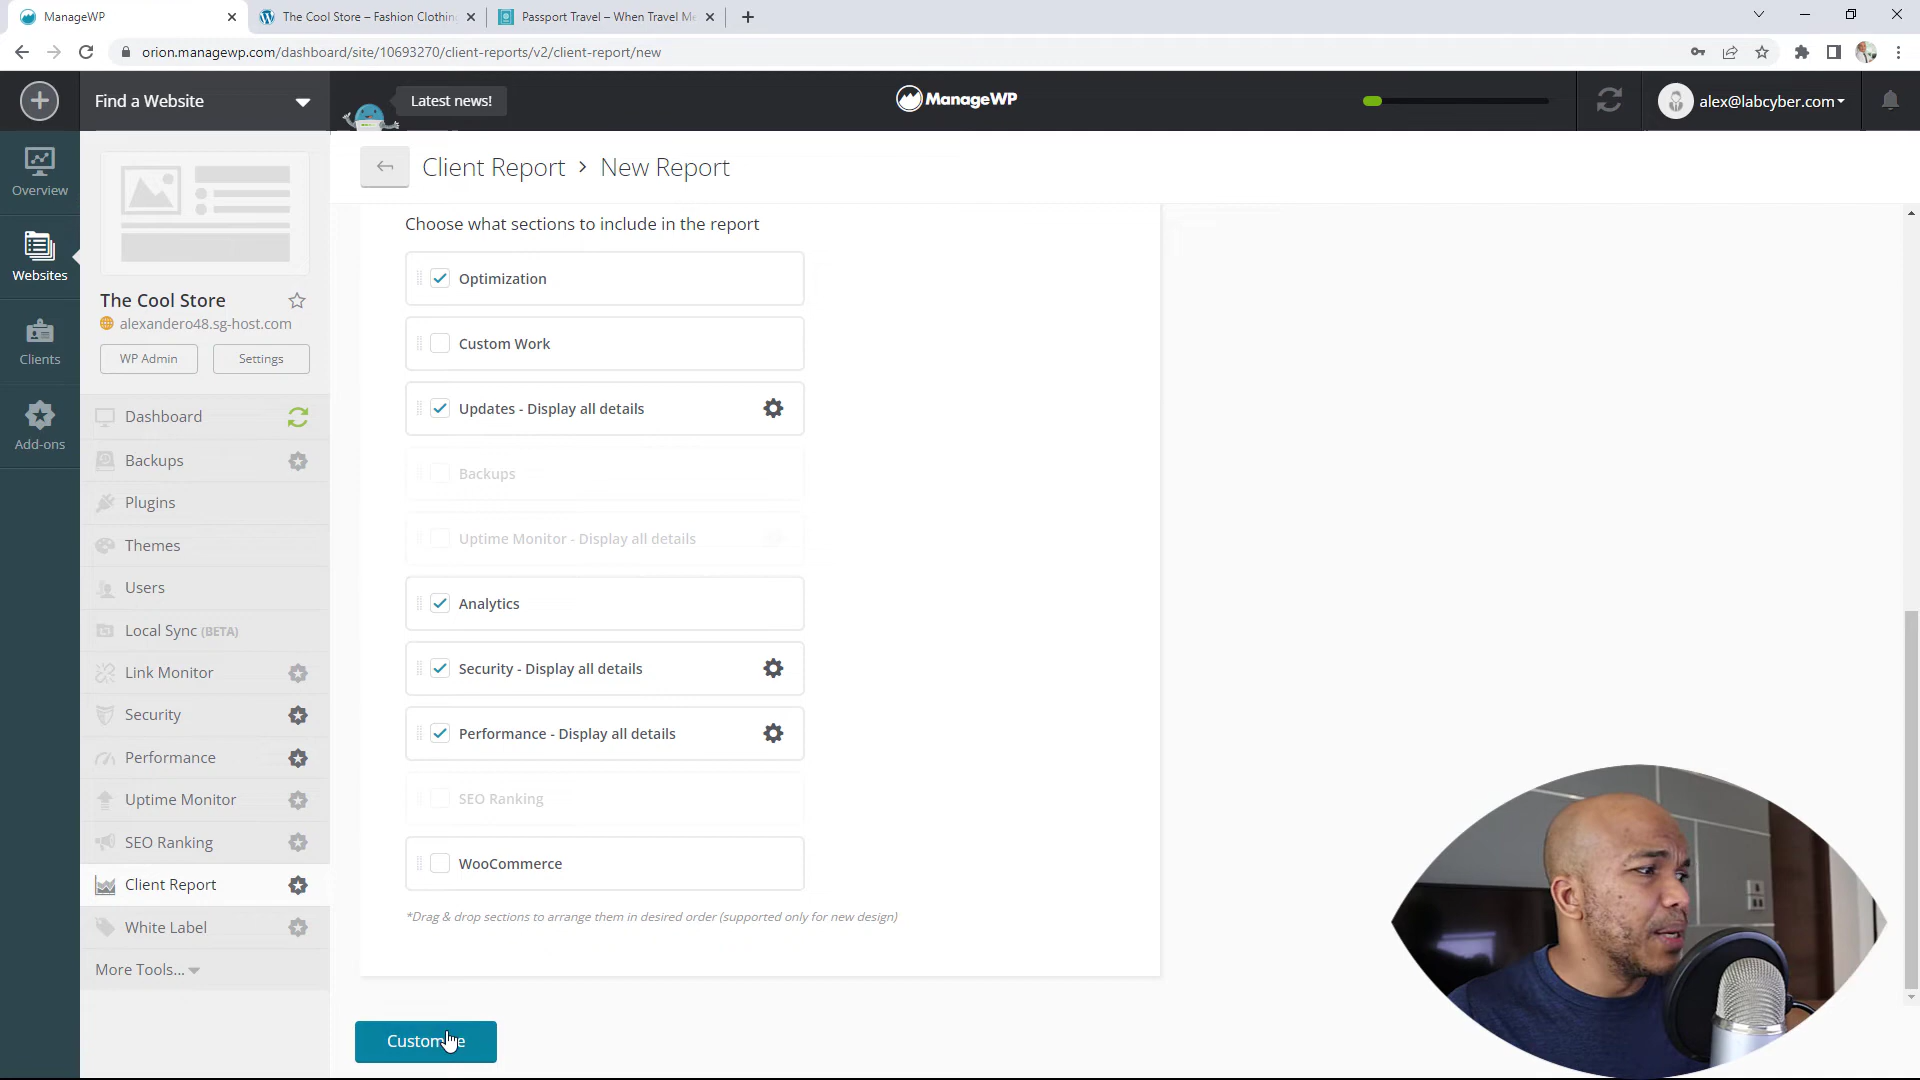 ManageWP
The Cool Store – Fashion Clothin
Passport Travel – When Travel Me
orion.managewp.com/dashboard/site/10693270/client-reports/v2/client-report/new
Find a Website
Latest news!
ManageWP
alex@labcyber.com
Overview
Websites
Clients
Add-ons
The Cool Store
alexandero48.sg-host.com
WP Admin
Settings
Dashboard
Backups
Plugins
Themes
Users
Local Sync (BETA)
Link Monitor
Security
Performance
Uptime Monitor
SEO Ranking
Client Report
White Label
More Tools...
Client Report > New Report
Choose what sections to include in the report
Optimization
Custom Work
Updates - Display all details
Backups
Uptime Monitor - Display all details
Analytics
Security - Display all details
Performance - Display all details
SEO Ranking
WooCommerce
*Drag & drop sections to arrange them in desired order (supported only for new design)
Customize